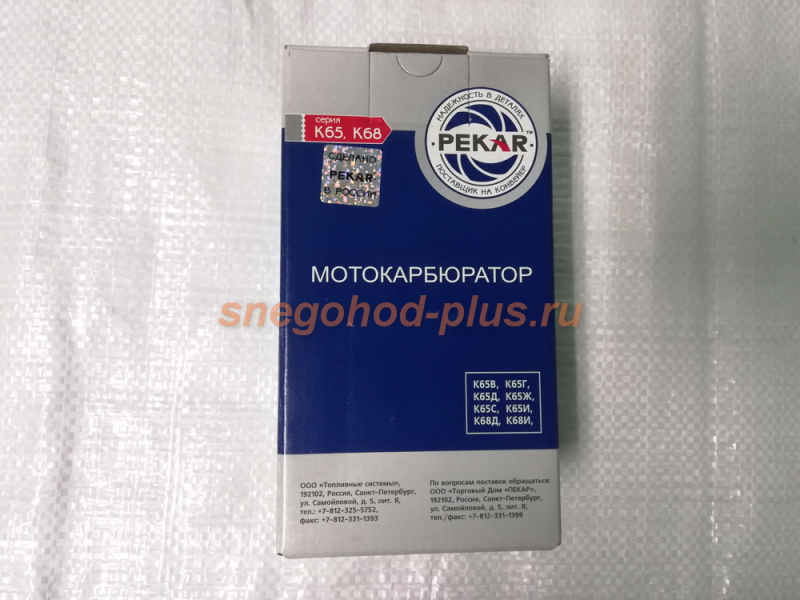 серия
К65, К68
СДЕЛАНО
PEKAR
В РОССИИ
НАДЕЖНОСТЬ В ДЕТАЛЯХ
PEKAR™
ПОСТАВЩИК НА КОНВЕЙЕР
МОТОКАРБЮРАТОР
snegohod-plus.ru
К65В, К65Г,
К65Д, К65Ж,
К65С, К65И,
К68Д, К68И,
ООО «Топливные системы»,
192102, Россия, Санкт-Петербург,
ул. Самойловой, д. 5, лит. Я,
тел.: +7-812-325-5752,
факс: +7-812-331-1393
По вопросам поставок обращаться:
ООО «Торговый Дом «ПЕКАР»,
192102, Россия, Санкт-Петербург,
ул. Самойловой, д. 5, лит. Я,
тел./факс: +7-812-331-1999